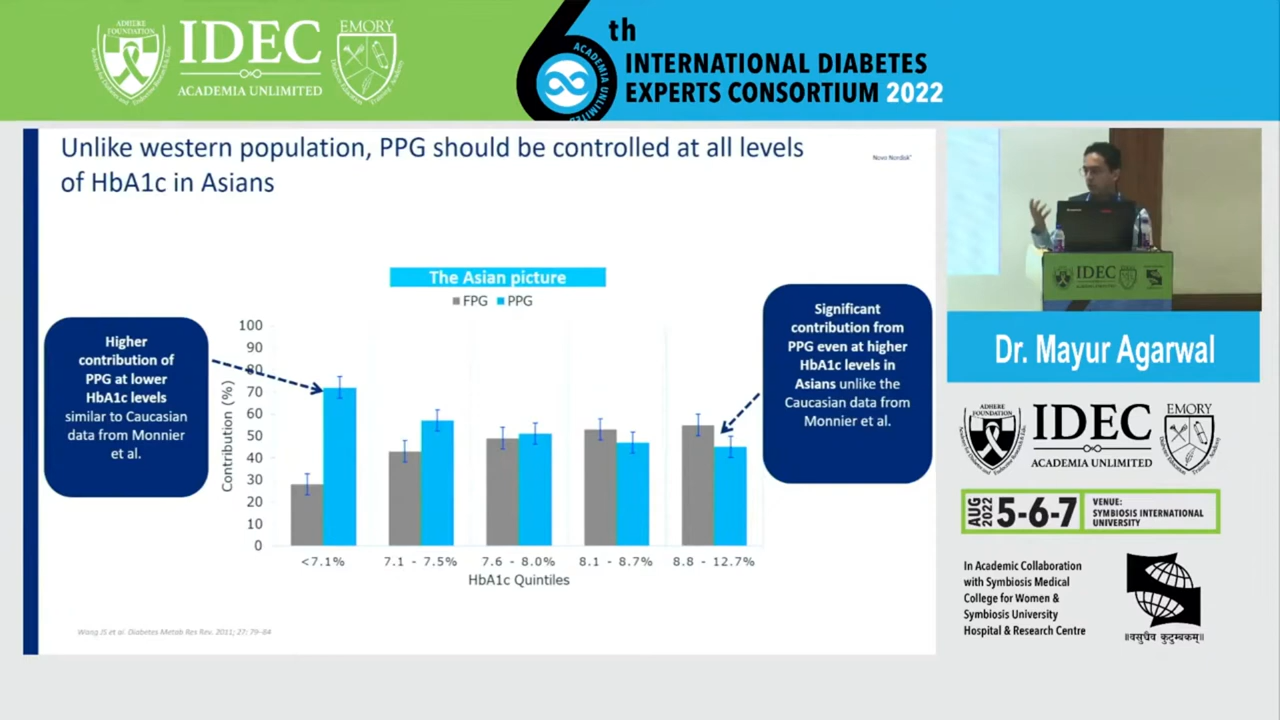 ADHERE
FOUNDATION
IDEC
ACADEMIA UNLIMITED
EMORY
6th
ACADEMIA UNLIMITED
INTERNATIONAL DIABETES
EXPERTS CONSORTIUM 2022
Unlike western population, PPG should be controlled at all levels
of HbA1c in Asians
Novo Nordisk®
The Asian picture
FPG PPG
Higher
contribution of
PPG at lower
HbA1c levels
similar to Caucasian
data from Monnier
et al.
Contribution (%)
100
90
80
70
60
50
40
30
20
10
0
<7.1% 7.1 - 7.5% 7.6 - 8.0% 8.1 - 8.7% 8.8 - 12.7%
HbA1c Quintiles
Significant
contribution from
PPG even at higher
HbA1c levels in
Asians unlike the
Caucasian data from
Monnier et al.
Wang JS et al. Diabetes Metab Res Rev. 2011; 27: 79–84
IDEC
Dr. Mayur Agarwal
ADHERE
FOUNDATION
IDEC
ACADEMIA UNLIMITED
EMORY
AUG
2022
5-6-7
VENUE:
SYMBIOSIS INTERNATIONAL
UNIVERSITY
In Academic Collaboration
with Symbiosis Medical
College for Women &
Symbiosis University
Hospital & Research Centre
॥वसुधैव कुटुम्बकम्॥